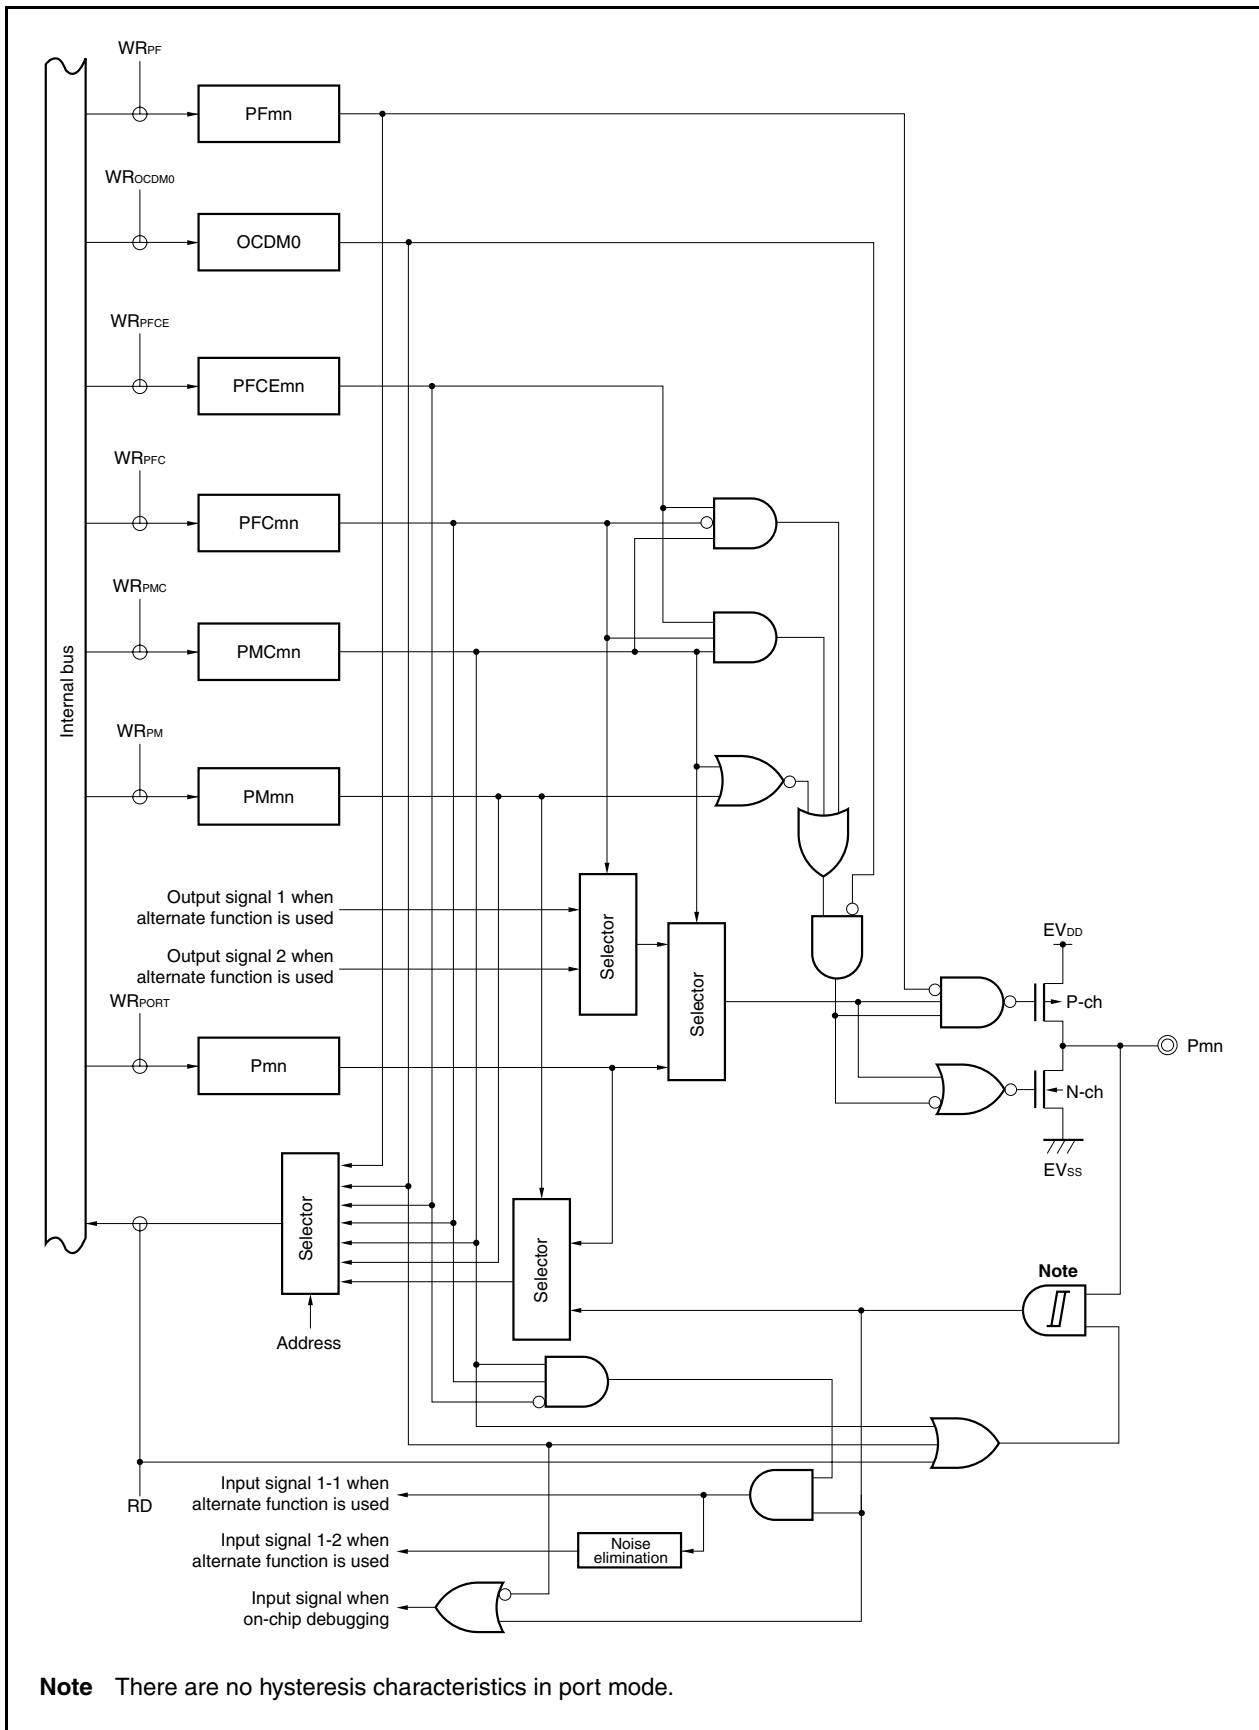 WRPF
PFmn
WROCDM0
OCDM0
WRPFCE
PFCEmn
WRPFC
PFCmn
WRPMC
PMCmn
Internal bus
WRPM
PMmn
Output signal 1 when
alternate function is used
Output signal 2 when
alternate function is used
Selector
Selector
WRPORT
Pmn
EVDD
P-ch
Pmn
N-ch
EVSS
Selector
Selector
Address
Note
RD
Input signal 1-1 when
alternate function is used
Input signal 1-2 when
alternate function is used
Noise
elimination
Input signal when
on-chip debugging
Note There are no hysteresis characteristics in port mode.